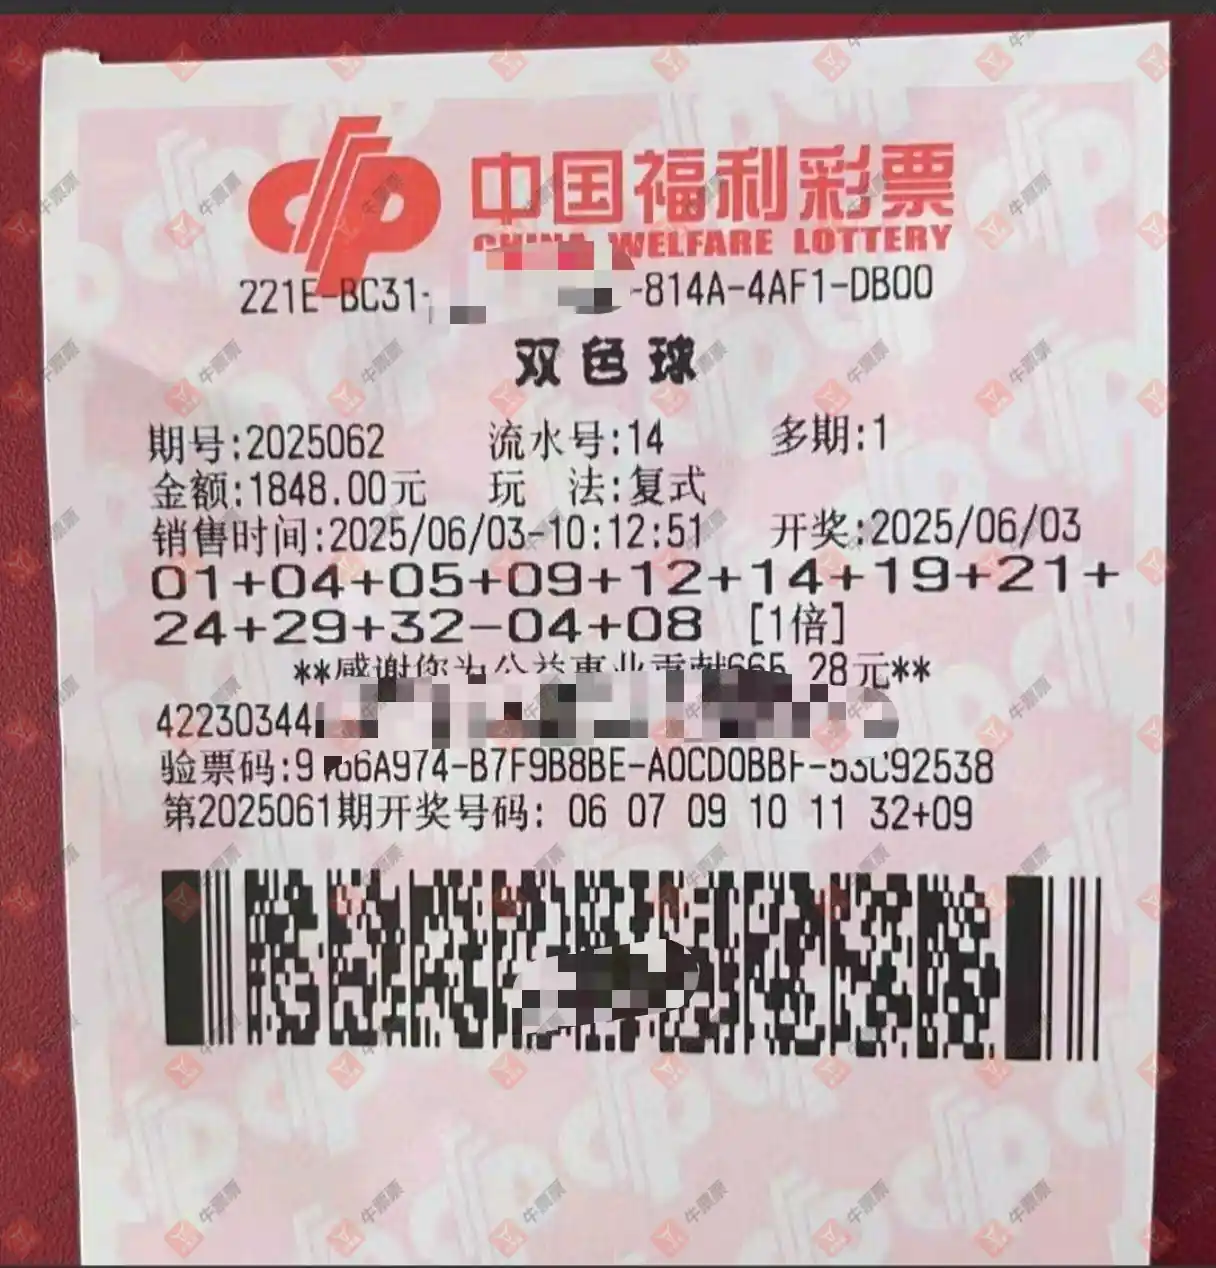 中国福利彩票
CHINA WELFARE LOTTERY
221E-BC31- -814A-4AF1-DB00
双色球
期号:2025062 流水号:14 多期:1
金额:1848.00元 玩 法:复式
销售时间:2025/06/03-10:12:51 开奖:2025/06/03
01+04+05+09+12+14+19+21+
24+29+32-04+08 [1倍]
**感谢您为公益事业贡献665.28元**
42230344
验票码:9 66A974-B7F9B8BE-A0CD0BBF-53C92538
第2025061期开奖号码: 06 07 09 10 11 32+09
牛票票